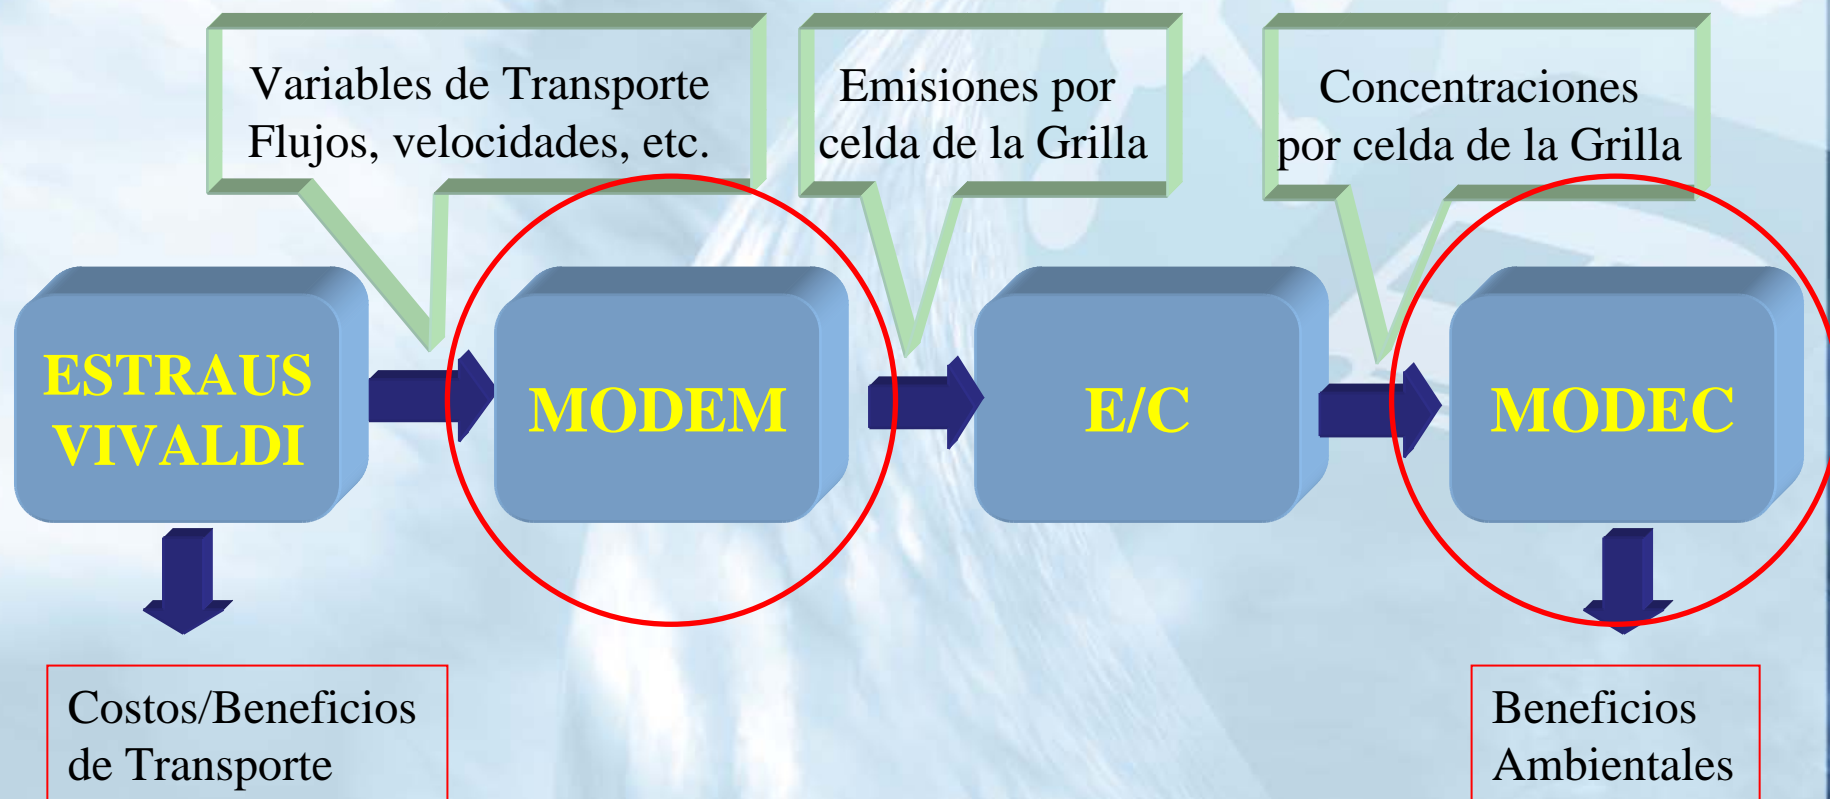 Variables de Transporte
Flujos, velocidades, etc.
Emisiones por
celda de la Grilla
Concentraciones
por celda de la Grilla
ESTRAUS
VIVALDI
MODEM
E/C
MODEC
Costos/Beneficios
de Transporte
Beneficios
Ambientales